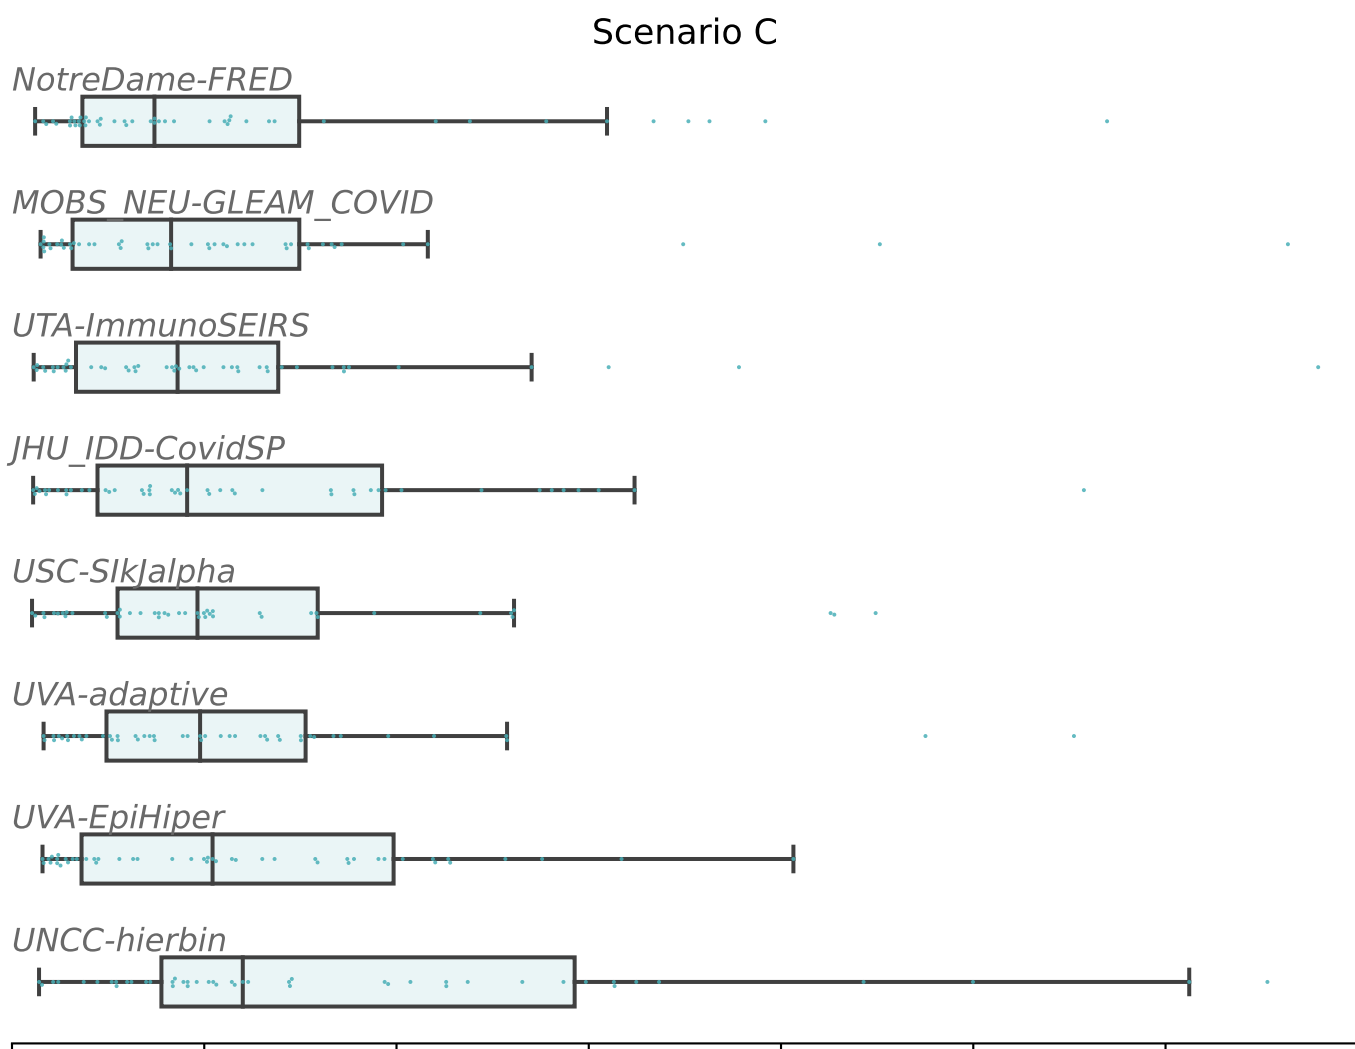 Scenario C
NotreDame-FRED
MOBS_NEU-GLEAM_COVID
UTA-ImmunoSEIRS
JHU_IDD-CovidSP
USC-SIkJalpha
UVA-adaptive
UVA-EpiHiper
UNCC-hierbin